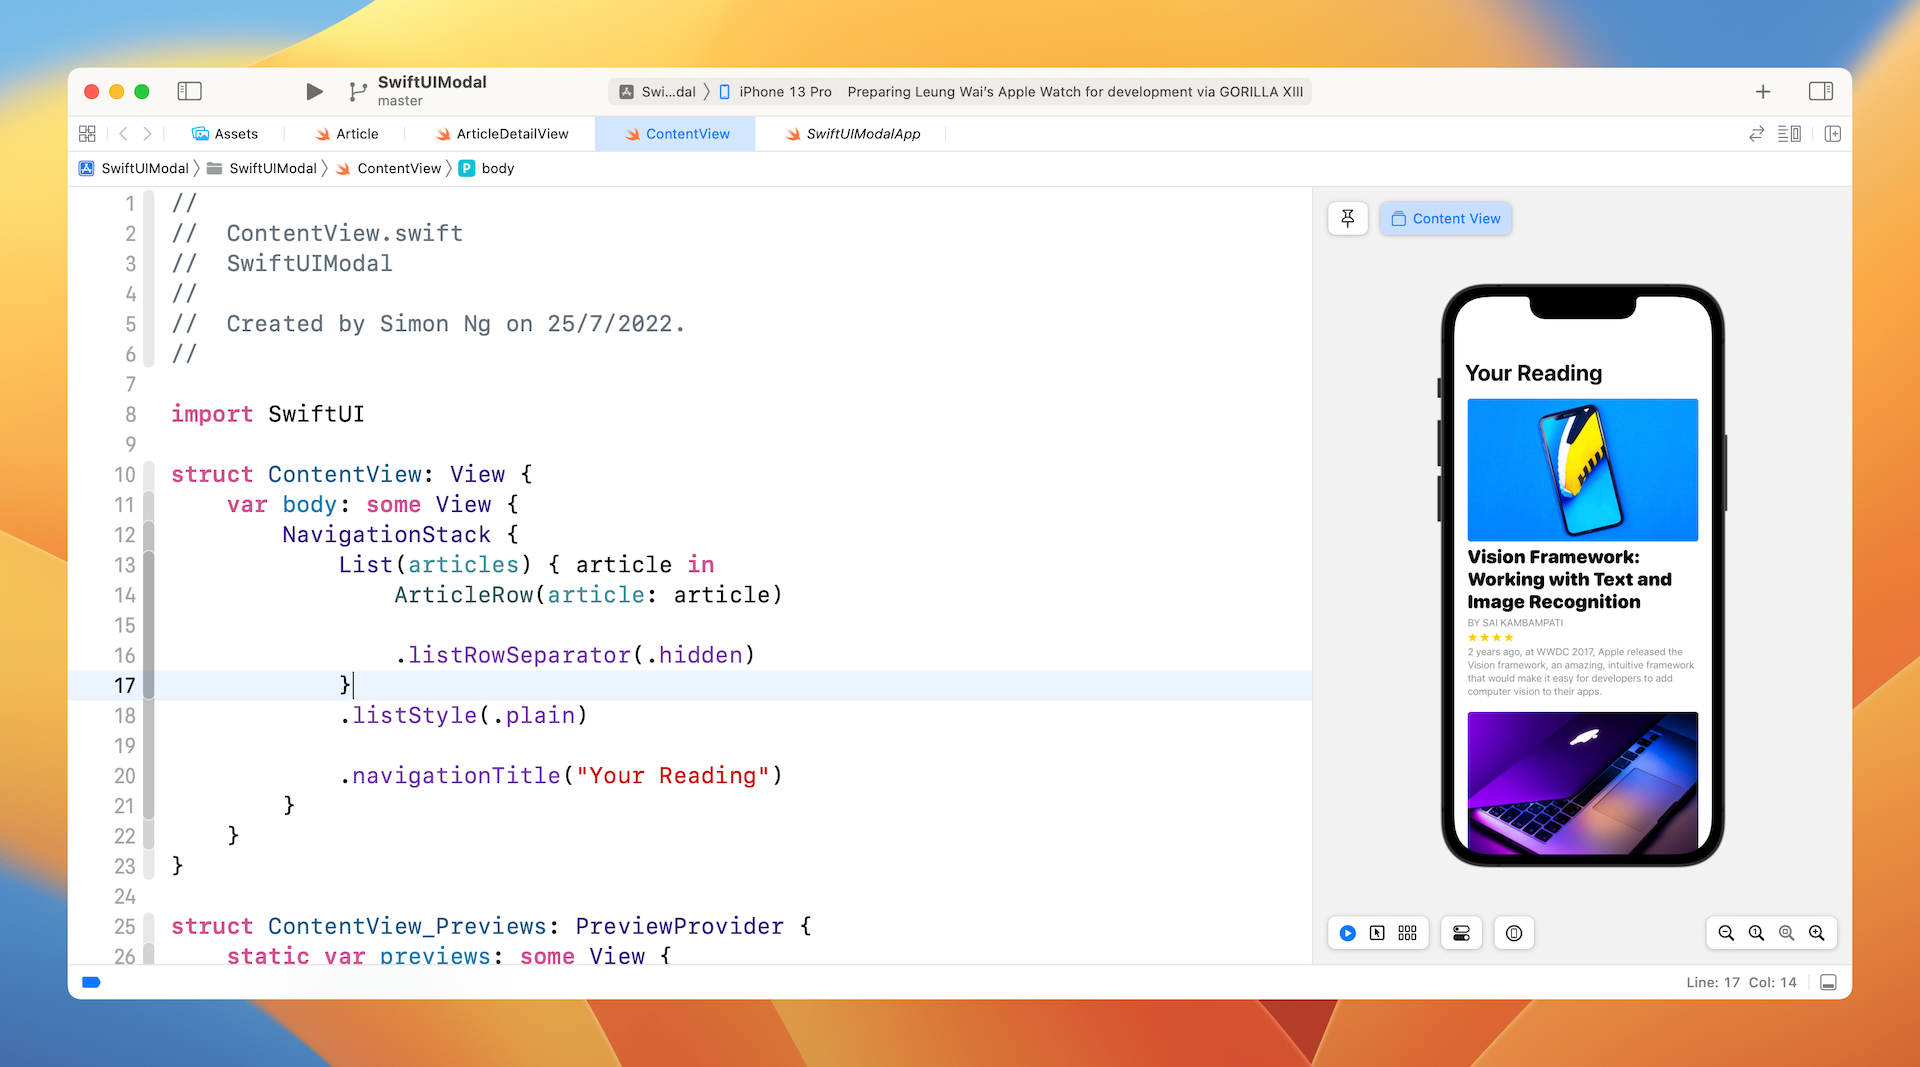 SwiftUIModal
master
Swi...dal 〉 iPhone 13 Pro Preparing Leung Wai’s Apple Watch for development via GORILLA XIII
Assets Article ArticleDetailView ContentView SwiftUIModalApp
SwiftUIModal 〉 SwiftUIModal 〉 ContentView 〉 P body
1 //
2 //  ContentView.swift
3 //  SwiftUIModal
4 //
5 //  Created by Simon Ng on 25/7/2022.
6 //
7
8 import SwiftUI
9
10 struct ContentView: View {
11     var body: some View {
12         NavigationStack {
13             List(articles) { article in
14                 ArticleRow(article: article)
15
16                 .listRowSeparator(.hidden)
17             }
18             .listStyle(.plain)
19
20             .navigationTitle("Your Reading")
21         }
22     }
23 }
24
25 struct ContentView_Previews: PreviewProvider {
26     static var previews: some View {
Content View
Your Reading
Vision Framework:
Working with Text and
Image Recognition
BY SAI KAMBAMPATI
★★★★
2 years ago, at WWDC 2017, Apple released the
Vision framework, an amazing, intuitive framework
that would make it easy for developers to add
computer vision to their apps.
Line: 17 Col: 14